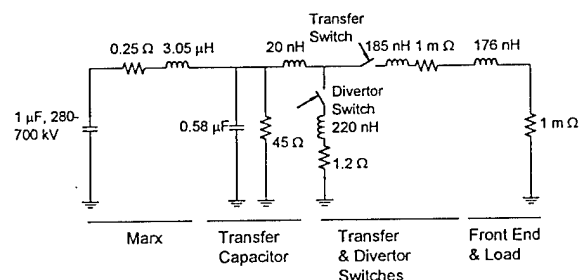 Transfer
Switch
0.25 Ω
3.05 μH
20 nH
185 nH
1 mΩ
176 nH
1 μF, 280-
700 kV
0.58 μF
45 Ω
Divertor
Switch
220 nH
1.2 Ω
1 mΩ
Marx
Transfer
Capacitor
Transfer
& Divertor
Switches
Front End
& Load